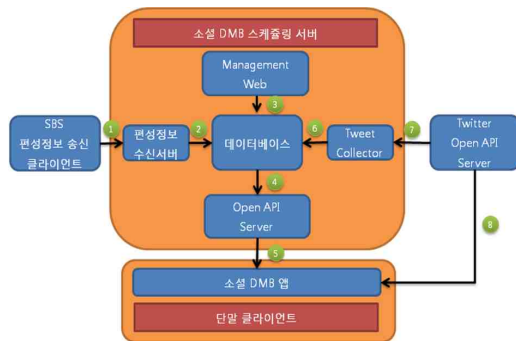 소셜 DMB 스케쥴링 서버
Management
Web
3
SBS
편성정보 송신
클라이언트
1
편성정보
수신서버
2
데이터베이스
6
Tweet
Collector
7
Twitter
Open API
Server
4
Open API
Server
8
5
소셜 DMB 앱
단말 클라이언트